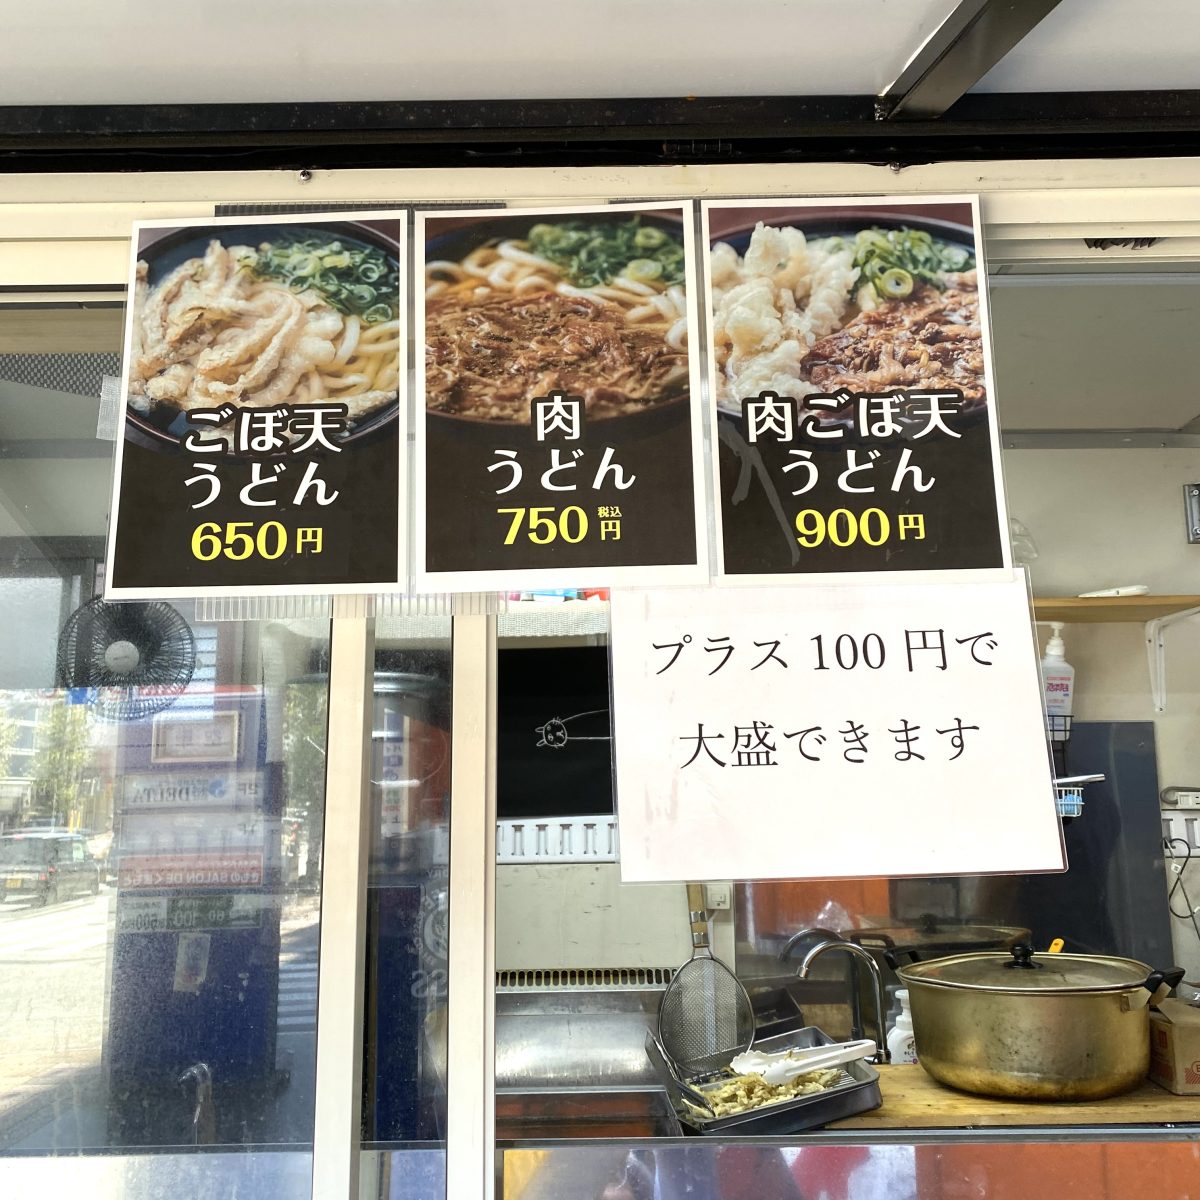 ごぼ天
うどん
650円
肉
うどん
750税込円
肉ごぼ天
うどん
900円
プラス100円で
大盛できます
DELTA